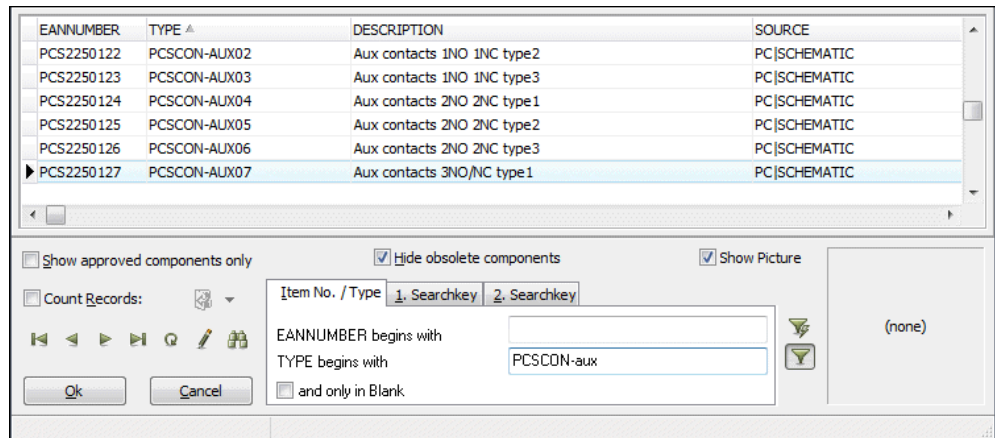 EANNUMBER TYPE DESCRIPTION SOURCE
PCS2250122 PCSCON-AUX02 Aux contacts 1NO 1NC type2 PC|SCHEMATIC
PCS2250123 PCSCON-AUX03 Aux contacts 1NO 1NC type3 PC|SCHEMATIC
PCS2250124 PCSCON-AUX04 Aux contacts 2NO 2NC type1 PC|SCHEMATIC
PCS2250125 PCSCON-AUX05 Aux contacts 2NO 2NC type2 PC|SCHEMATIC
PCS2250126 PCSCON-AUX06 Aux contacts 2NO 2NC type3 PC|SCHEMATIC
PCS2250127 PCSCON-AUX07 Aux contacts 3NO/NC type1 PC|SCHEMATIC
Show approved components only Hide obsolete components Show Picture
Count Records: Item No. / Type 1. Searchkey 2. Searchkey
EANNUMBER begins with (none)
TYPE begins with PCSCON-aux
Ok Cancel and only in Blank